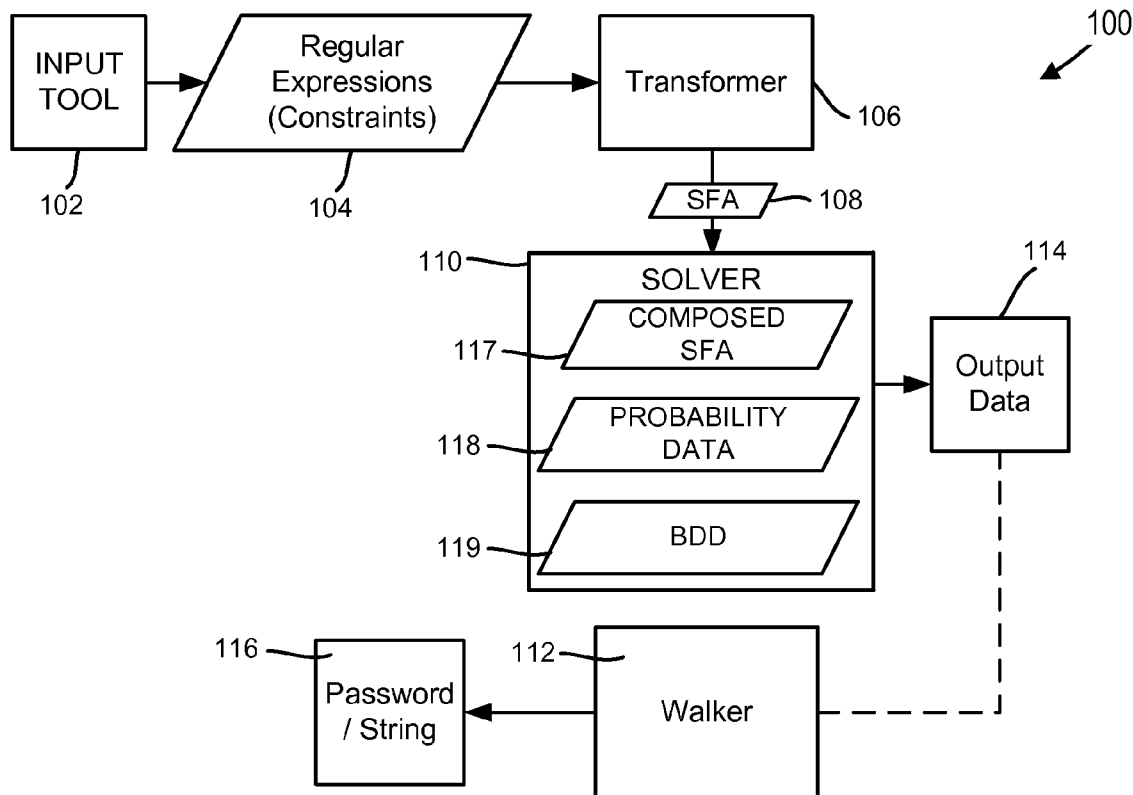 100
INPUT
TOOL
Regular
Expressions
(Constraints)
Transformer
102
104
106
SFA
108
110
SOLVER
COMPOSED
SFA
117
PROBABILITY
DATA
118
BDD
119
114
Output
Data
116
Password
/ String
112
Walker